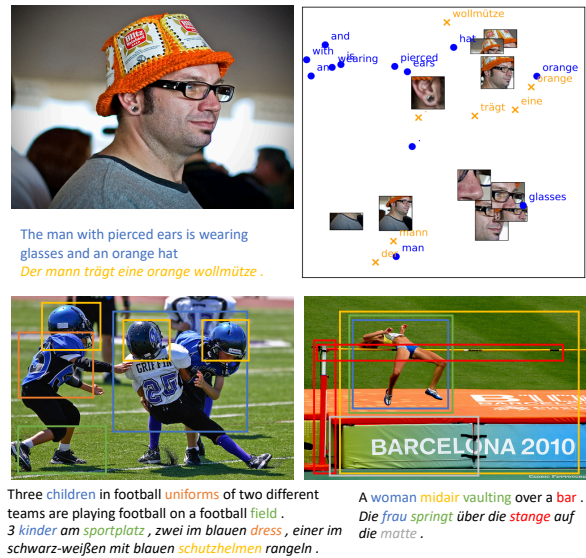 wollmütze
and
with
is
wearing
an
pierced
ears
hat
orange
orange
eine
trägt
.
.
glasses
mann
man
der
The man with pierced ears is wearing
glasses and an orange hat
Der mann trägt eine orange wollmütze .
GRIFFIN
25
BARCELONA 2010
Three children in football uniforms of two different
teams are playing football on a football field .
3 kinder am sportplatz , zwei im blauen dress , einer im
schwarz-weißen mit blauen schutzhelmen rangeln .
A woman midair vaulting over a bar .
Die frau springt über die stange auf
die matte .